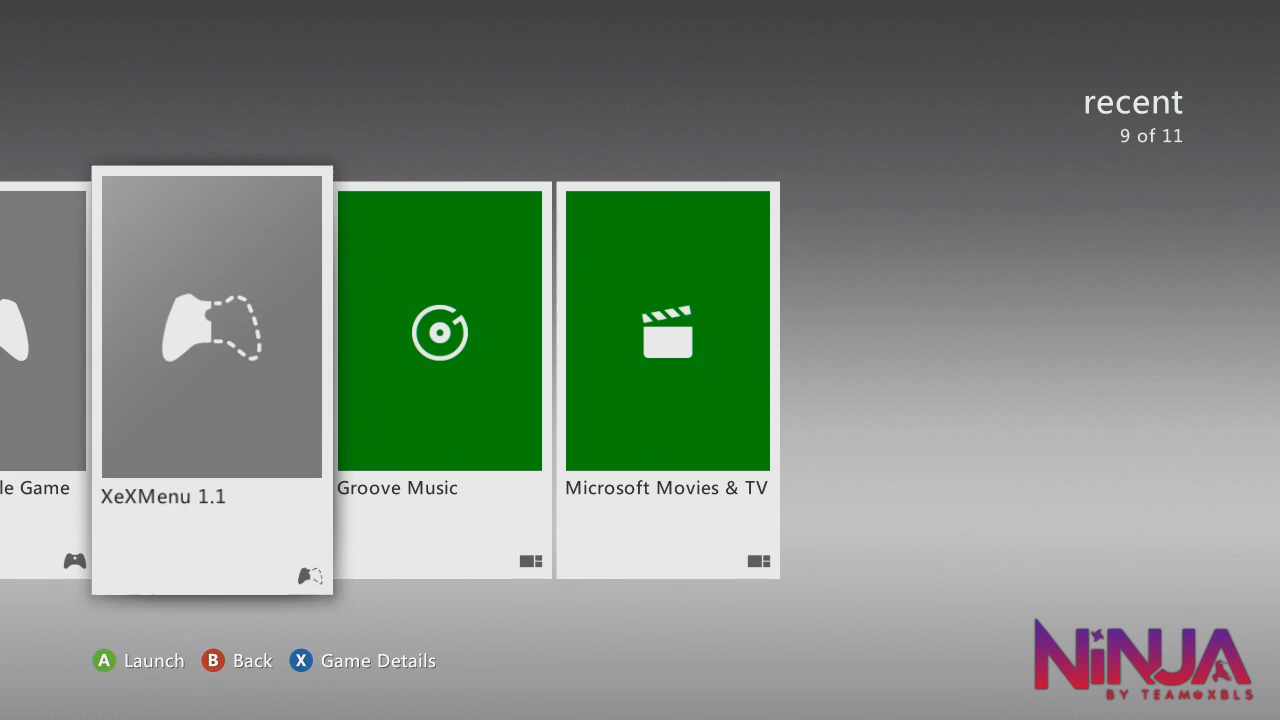 recent
9 of 11
le Game
XeXMenu 1.1
Groove Music
Microsoft Movies & TV
A Launch B Back X Game Details
NiNJA
BY TEAMXBLS